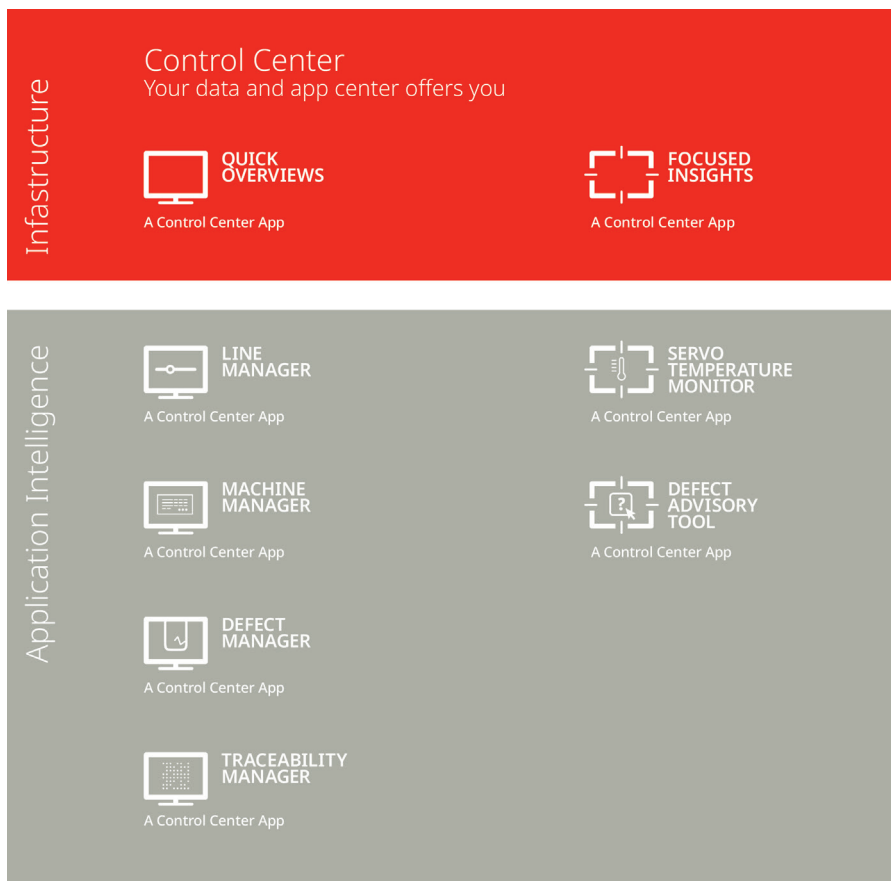 Infastructure
Control Center
Your data and app center offers you
QUICK
OVERVIEWS
A Control Center App
FOCUSED
INSIGHTS
A Control Center App
Application Intelligence
LINE
MANAGER
A Control Center App
SERVO
TEMPERATURE
MONITOR
A Control Center App
MACHINE
MANAGER
A Control Center App
?
DEFECT
ADVISORY
TOOL
A Control Center App
DEFECT
MANAGER
A Control Center App
TRACEABILITY
MANAGER
A Control Center App